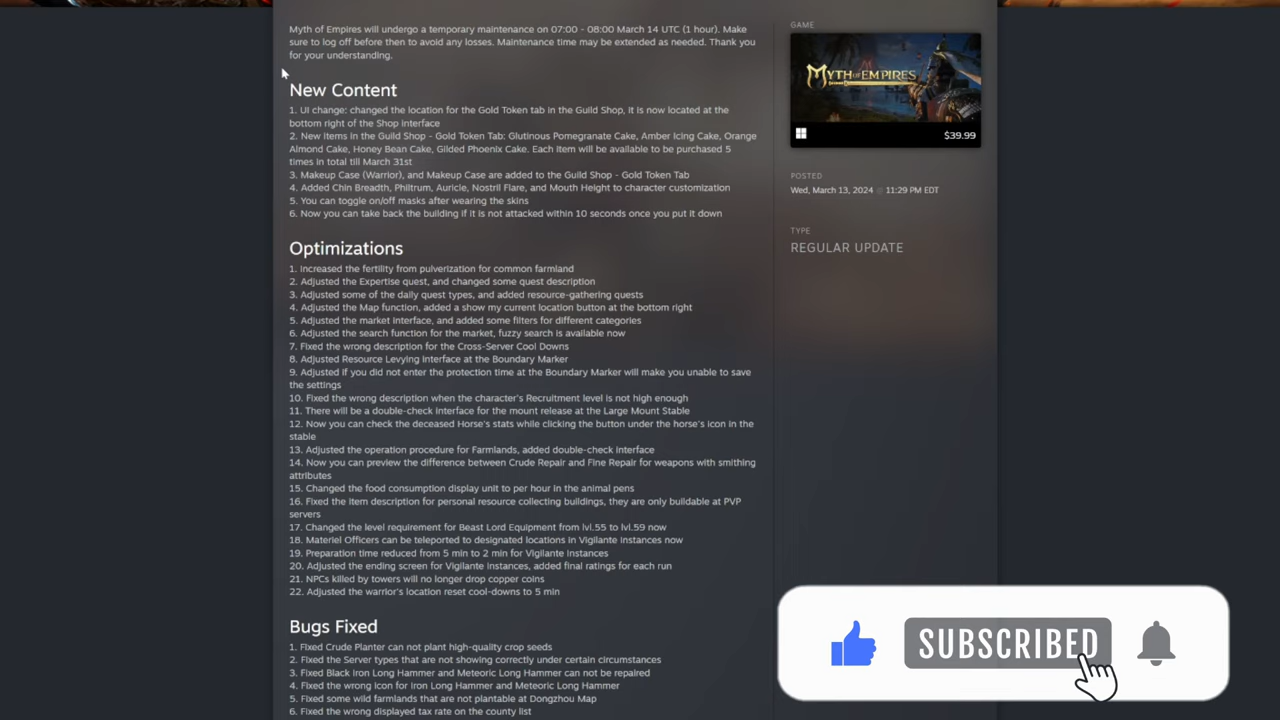 Myth of Empires will undergo a temporary maintenance on 07:00 - 08:00 March 14 UTC (1 hour). Make
sure to log off before then to avoid any losses. Maintenance time may be extended as needed. Thank you
for your understanding.
New Content
1. UI change: changed the location for the Gold Token tab in the Guild Shop, it is now located at the
bottom right of the Shop interface
2. New items in the Guild Shop - Gold Token Tab: Glutinous Pomegranate Cake, Amber Icing Cake, Orange
Almond Cake, Honey Bean Cake, Gilded Phoenix Cake. Each item will be available to be purchased 5
times in total till March 31st
3. Makeup Case (Warrior), and Makeup Case are added to the Guild Shop - Gold Token Tab
4. Added Chin Breadth, Philtrum, Auricle, Nostril Flare, and Mouth Height to character customization
5. You can toggle on/off masks after wearing the skins
6. Now you can take back the building if it is not attacked within 10 seconds once you put it down
Optimizations
1. Increased the fertility from pulverization for common farmland
2. Adjusted the Expertise quest, and changed some quest description
3. Adjusted some of the daily quest types, and added resource-gathering quests
4. Adjusted the Map function, added a show my current location button at the bottom right
5. Adjusted the market interface, and added some filters for different categories
6. Adjusted the search function for the market, fuzzy search is available now
7. Fixed the wrong description for the Cross-Server Cool Downs
8. Adjusted Resource Levying Interface at the Boundary Marker
9. Adjusted if you did not enter the protection time at the Boundary Marker will make you unable to save
the settings
10. Fixed the wrong description when the character's Recruitment level is not high enough
11. There will be a double-check interface for the mount release at the Large Mount Stable
12. Now you can check the deceased Horse's stats while clicking the button under the horse's icon in the
stable
13. Adjusted the operation procedure for Farmlands, added double-check interface
14. Now you can preview the difference between Crude Repair and Fine Repair for weapons with smithing
attributes
15. Changed the food consumption display unit to per hour in the animal pens
16. Fixed the item description for personal resource collecting buildings, they are only buildable at PVP
servers
17. Changed the level requirement for Beast Lord Equipment from lvl.55 to lvl.59 now
18. Materiel Officers can be teleported to designated locations in Vigilante Instances now
19. Preparation time reduced from 5 min to 2 min for Vigilante Instances
20. Adjusted the ending screen for Vigilante Instances, added final ratings for each run
21. NPCs killed by towers will no longer drop copper coins
22. Adjusted the warrior's location reset cool-downs to 5 min
Bugs Fixed
1. Fixed Crude Planter can not plant high-quality crop seeds
2. Fixed the Server types that are not showing correctly under certain circumstances
3. Fixed Black Iron Long Hammer and Meteoric Long Hammer can not be repaired
4. Fixed the wrong icon for Iron Long Hammer and Meteoric Long Hammer
5. Fixed some wild farmlands that are not plantable at Dongzhou Map
6. Fixed the wrong displayed tax rate on the county list
GAME
MYTH OF EMPIRES
$39.99
POSTED
Wed, March 13, 2024 @ 11:29 PM EDT
TYPE
REGULAR UPDATE
SUBSCRIBED